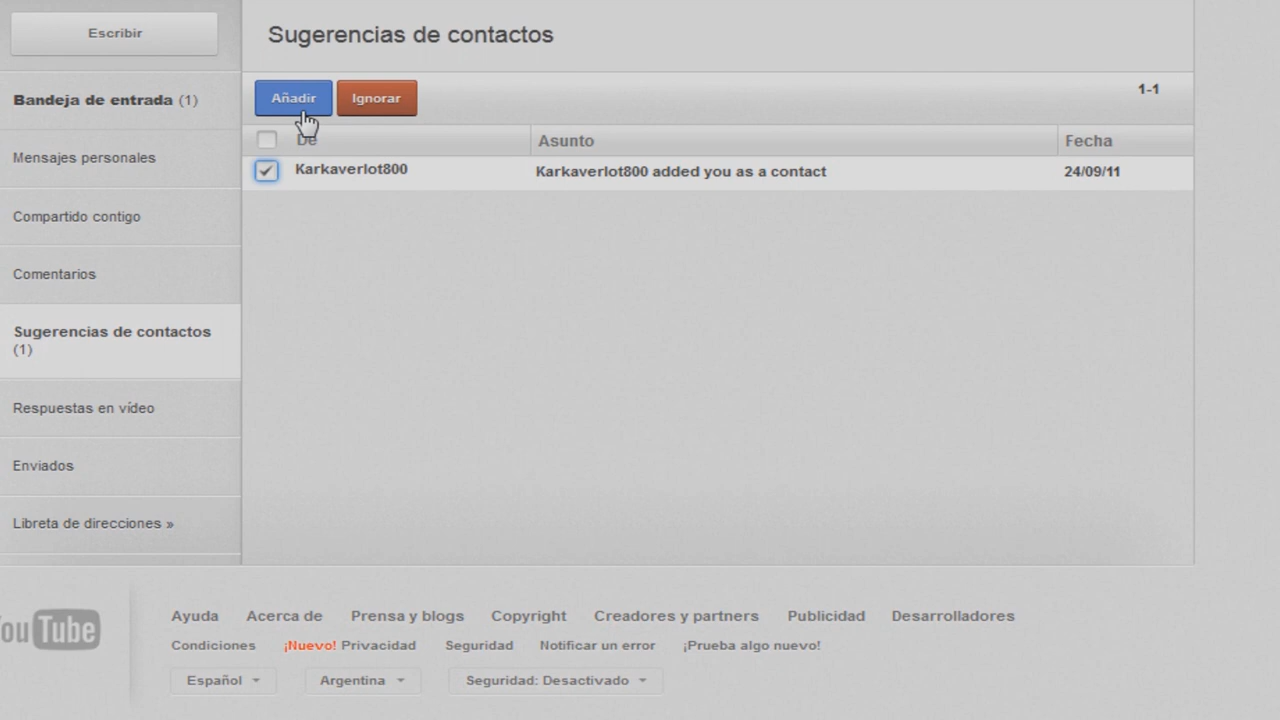 Escribir
Sugerencias de contactos
Bandeja de entrada (1)
Añadir
Ignorar
1-1
De
Asunto
Fecha
Mensajes personales
Karkaverlot800
Karkaverlot800 added you as a contact
24/09/11
Compartido contigo
Comentarios
Sugerencias de contactos
(1)
Respuestas en vídeo
Enviados
Libreta de direcciones »
ou Tube
Ayuda Acerca de Prensa y blogs Copyright Creadores y partners Publicidad Desarrolladores
Condiciones ¡Nuevo! Privacidad Seguridad Notificar un error ¡Prueba algo nuevo!
Español Argentina Seguridad: Desactivado